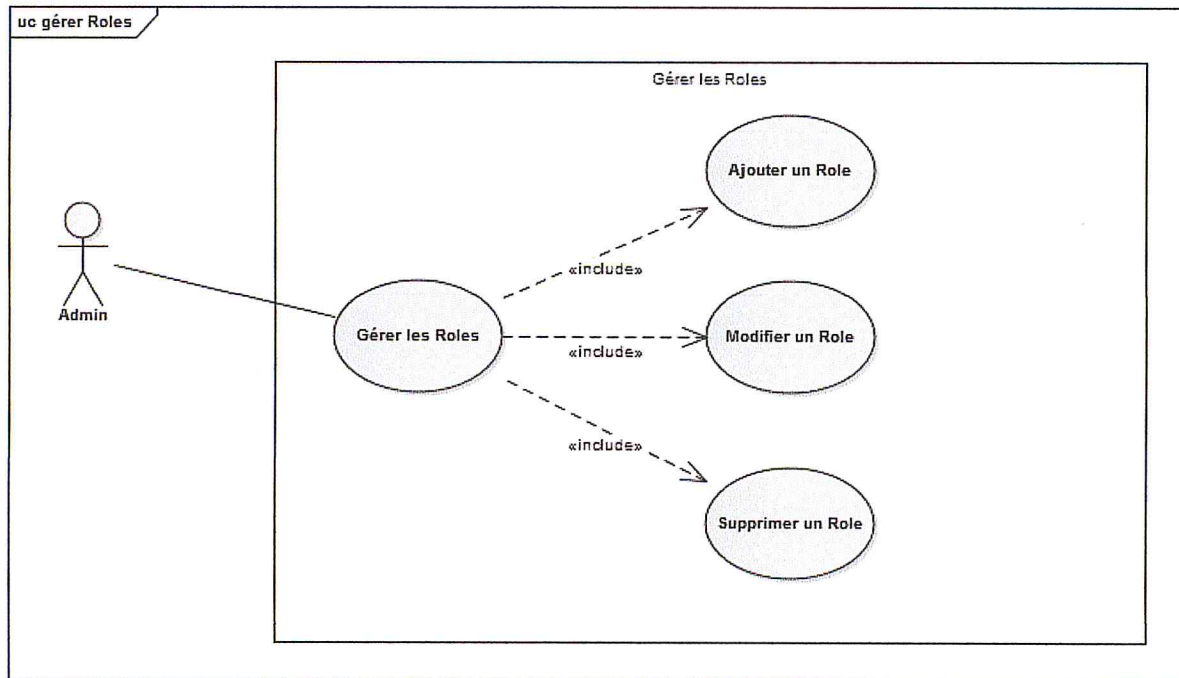 uc gérer Roles
Gérer les Roles
Ajouter un Role
«include»
Admin
Gérer les Roles
Modifier un Role
«include»
«include»
Supprimer un Role